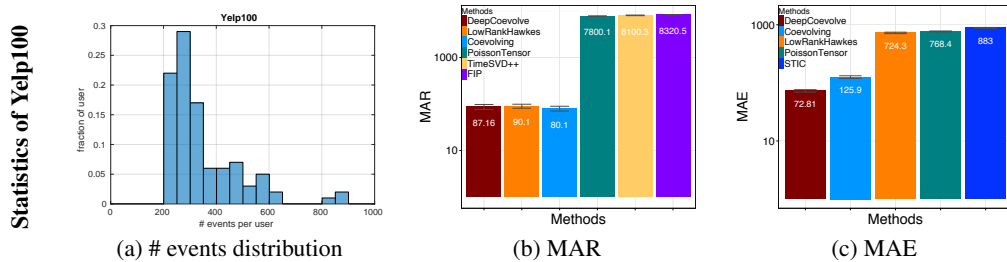 Statistics of Yelp100
Yelp100
fraction of user
0.3
0.25
0.2
0.15
0.1
0.05
0
0
200
400
600
800
1000
# events per user
(a) # events distribution
MAR
1000
10
Methods
DeepCoevolve
LowRankHawkes
Coevolving
PoissonTensor
TimeSVD++
FIP
87.16
90.1
80.1
7800.1
8100.3
8320.5
Methods
(b) MAR
MAE
1000
10
Methods
DeepCoevolve
Coevolving
LowRankHawkes
PoissonTensor
STIC
72.81
125.9
724.3
768.4
883
Methods
(c) MAE